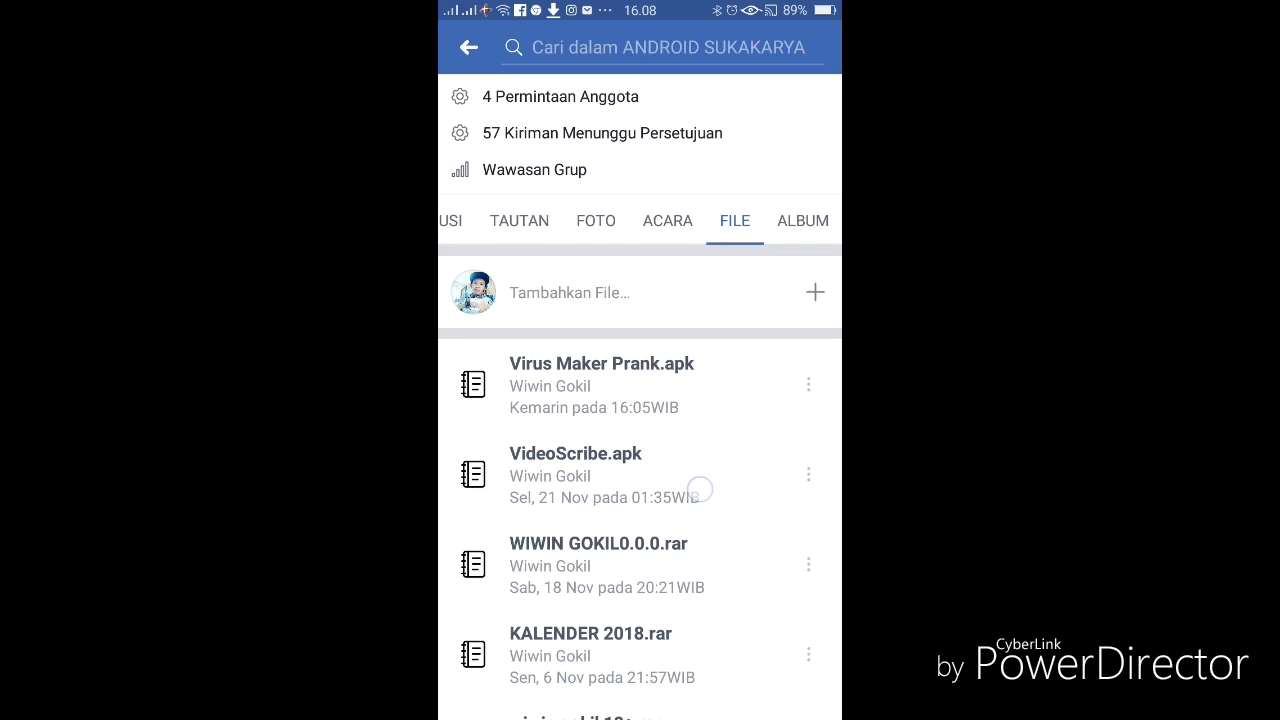 16.08
89%
Cari dalam ANDROID SUKAKARYA
4 Permintaan Anggota
57 Kiriman Menunggu Persetujuan
Wawasan Grup
USI TAUTAN FOTO ACARA FILE ALBUM
Tambahkan File...
Virus Maker Prank.apk
Wiwin Gokil
Kemarin pada 16:05WIB
VideoScribe.apk
Wiwin Gokil
Sel, 21 Nov pada 01:35WIB
WIWIN GOKIL0.0.0.rar
Wiwin Gokil
Sab, 18 Nov pada 20:21WIB
KALENDER 2018.rar
Wiwin Gokil
Sen, 6 Nov pada 21:57WIB
CyberLink
by PowerDirector